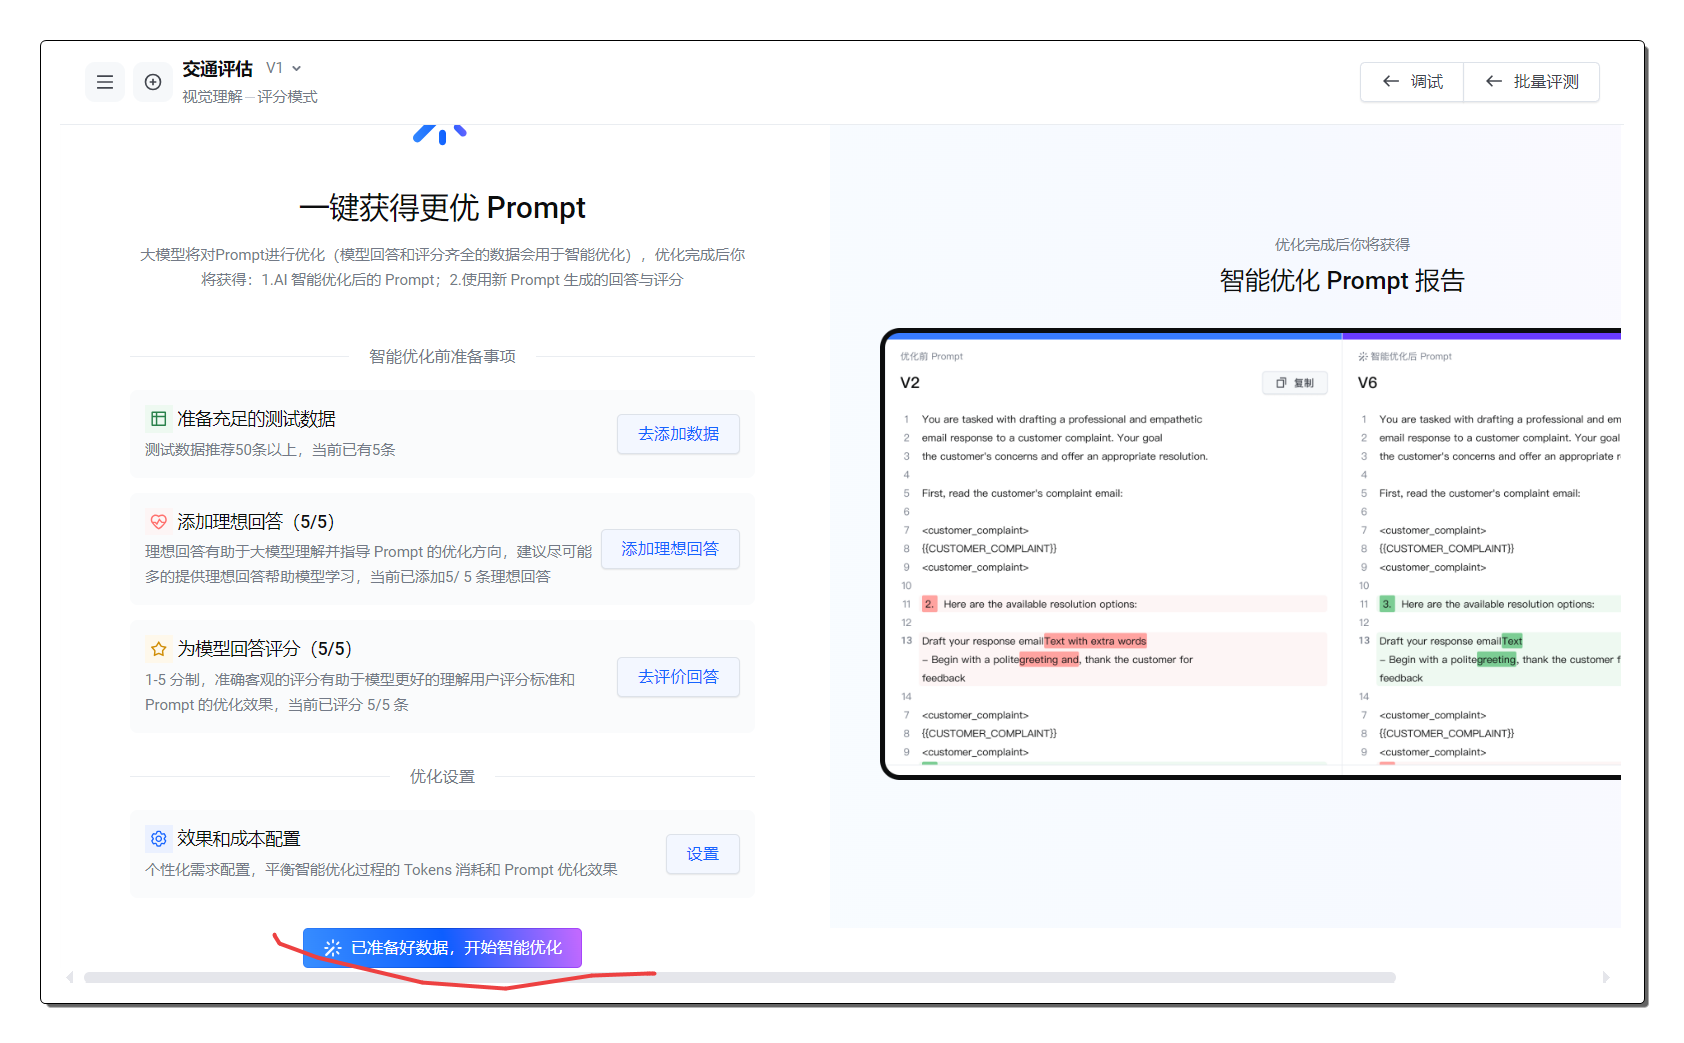 交通评估 V1
视觉理解－评分模式
调试
批量评测
一键获得更优 Prompt
大模型将对Prompt进行优化（模型回答和评分齐全的数据会用于智能优化），优化完成后你
将获得：1.AI 智能优化后的 Prompt；2.使用新 Prompt 生成的回答与评分
智能优化前准备事项
准备充足的测试数据
测试数据推荐50条以上，当前已有5条
去添加数据
添加理想回答（5/5）
理想回答有助于大模型理解并指导 Prompt 的优化方向，建议尽可能
多的提供理想回答帮助模型学习，当前已添加5/ 5 条理想回答
添加理想回答
为模型回答评分（5/5）
1-5 分制，准确客观的评分有助于模型更好的理解用户评分标准和
Prompt 的优化效果，当前已评分 5/5 条
去评价回答
优化设置
效果和成本配置
个性化需求配置，平衡智能优化过程的 Tokens 消耗和 Prompt 优化效果
设置
已准备好数据，开始智能优化
优化完成后你将获得
智能优化 Prompt 报告
优化前 Prompt
V2
复制
1 You are tasked with drafting a professional and empathetic
2 email response to a customer complaint. Your goal
3 the customer's concerns and offer an appropriate resolution.
4
5 First, read the customer's complaint email:
6
7 <customer_complaint>
8 {{CUSTOMER_COMPLAINT}}
9 <customer_complaint>
10
11 2. Here are the available resolution options:
12
13 Draft your response emailText with extra words
– Begin with a politegreeting and, thank the customer for
feedback
14
7 <customer_complaint>
8 {{CUSTOMER_COMPLAINT}}
9 <customer_complaint>
智能优化后 Prompt
V6
1 You are tasked with drafting a professional and em
2 email response to a customer complaint. Your goal
3 the customer's concerns and offer an appropriate r
4
5 First, read the customer's complaint email:
6
7 <customer_complaint>
8 {{CUSTOMER_COMPLAINT}}
9 <customer_complaint>
10
11 3. Here are the available resolution options:
12
13 Draft your response emailText
– Begin with a politegreeting, thank the customer f
feedback
14
7 <customer_complaint>
8 {{CUSTOMER_COMPLAINT}}
9 <customer_complaint>